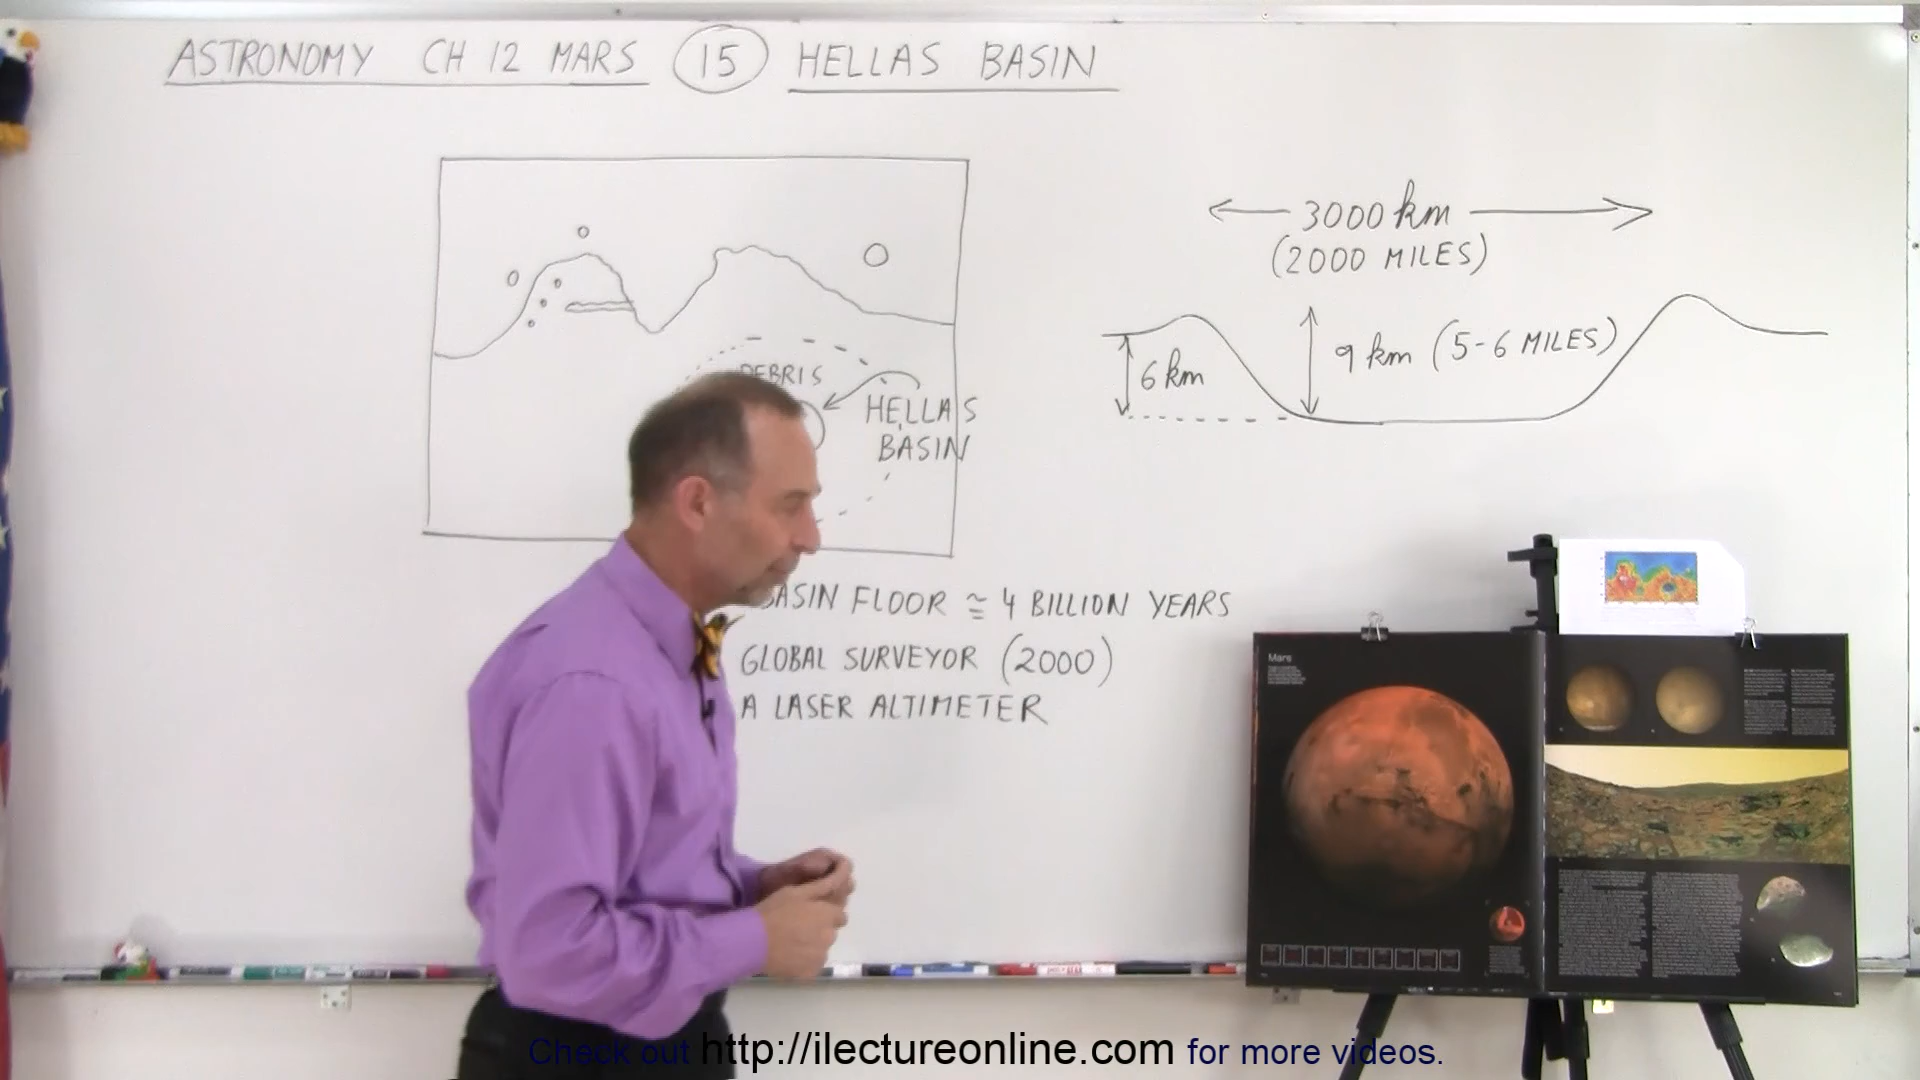 ASTRONOMY CH 12 MARS 15 HELLAS BASIN
3000 km
(2000 MILES)
9 km (5-6 MILES)
6 km
DEBRIS
HELLAS
BASIN
BASIN FLOOR ≅ 4 BILLION YEARS
GLOBAL SURVEYOR (2000)
A LASER ALTIMETER
Mars
Check out http://ilectureonline.com for more videos.